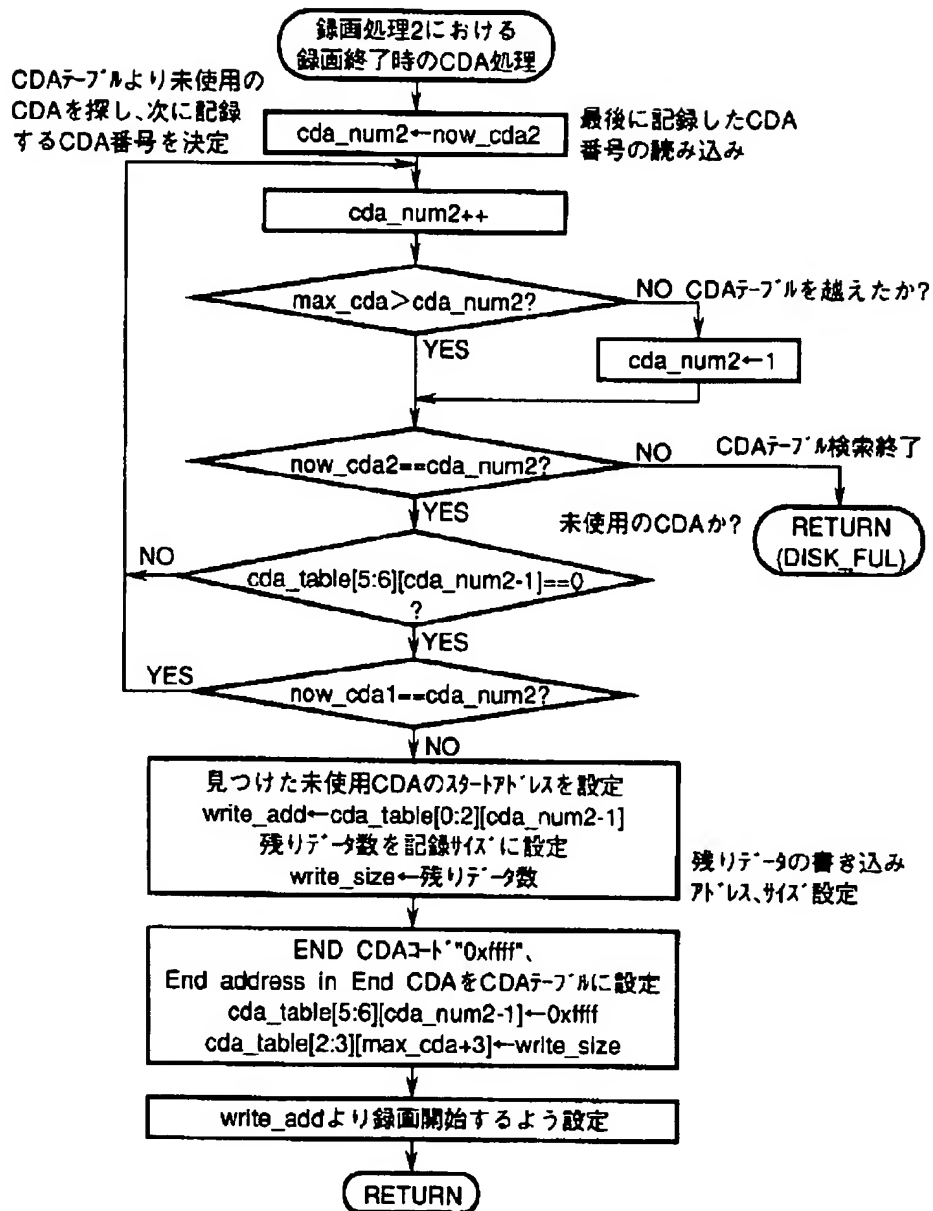 録画処理2における
録画終了時のCDA処理
CDAテーブルより未使用の
CDAを探し、次に記録
するCDA番号を決定
cda_num2←now_cda2
最後に記録したCDA
番号の読み込み
cda_num2++
max_cda＞cda_num2?
NO CDAテーブルを越えたか?
YES
cda_num2←1
now_cda2==cda_num2?
NO
CDAテーブル検索終了
YES
未使用のCDAか?
RETURN
(DISK_FUL)
NO
cda_table[5:6][cda_num2-1]==0
?
YES
YES
now_cda1==cda_num2?
NO
見つけた未使用CDAのスタートアドレスを設定
write_add←cda_table[0:2][cda_num2-1]
残りデータ数を記録サイズに設定
write_size←残りデータ数
残りデータの書き込み
アドレス、サイズ設定
END CDAコード"0xffff"、
End address in End CDAをCDAテーブルに設定
cda_table[5:6][cda_num2-1]←0xffff
cda_table[2:3][max_cda+3]←write_size
write_addより録画開始するよう設定
RETURN